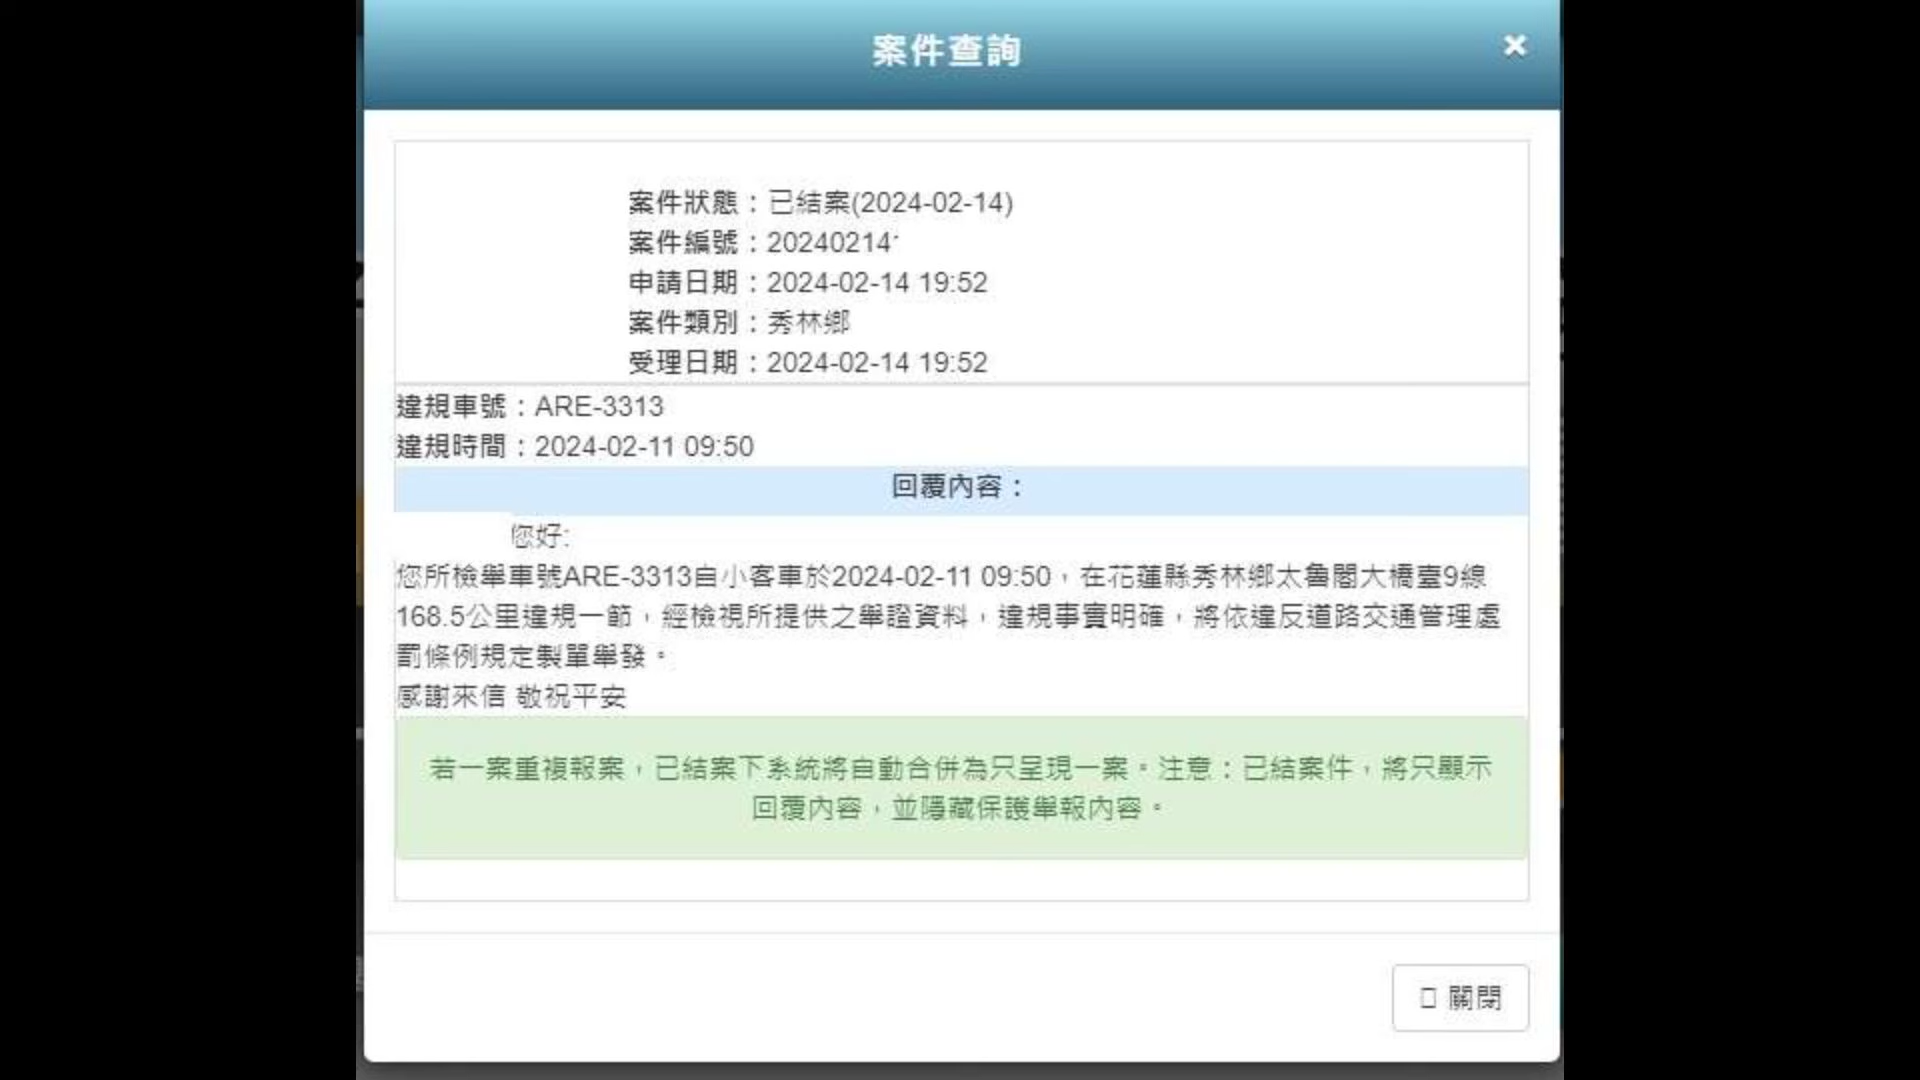 案件查詢
×
案件狀態：已結案(2024-02-14)
案件編號：20240214
申請日期：2024-02-14 19:52
案件類別：秀林鄉
受理日期：2024-02-14 19:52
違規車號：ARE-3313
違規時間：2024-02-11 09:50
回覆內容：
您好:
您所檢舉車號ARE-3313自小客車於2024-02-11 09:50，在花蓮縣秀林鄉太魯閣大橋臺9線
168.5公里違規一節，經檢視所提供之舉證資料，違規事實明確，將依違反道路交通管理處
罰條例規定製單舉發。
感謝來信 敬祝平安
若一案重複報案，已結案下系統將自動合併為只呈現一案。注意：已結案件，將只顯示
回覆內容，並隱藏保護舉報內容。
關閉